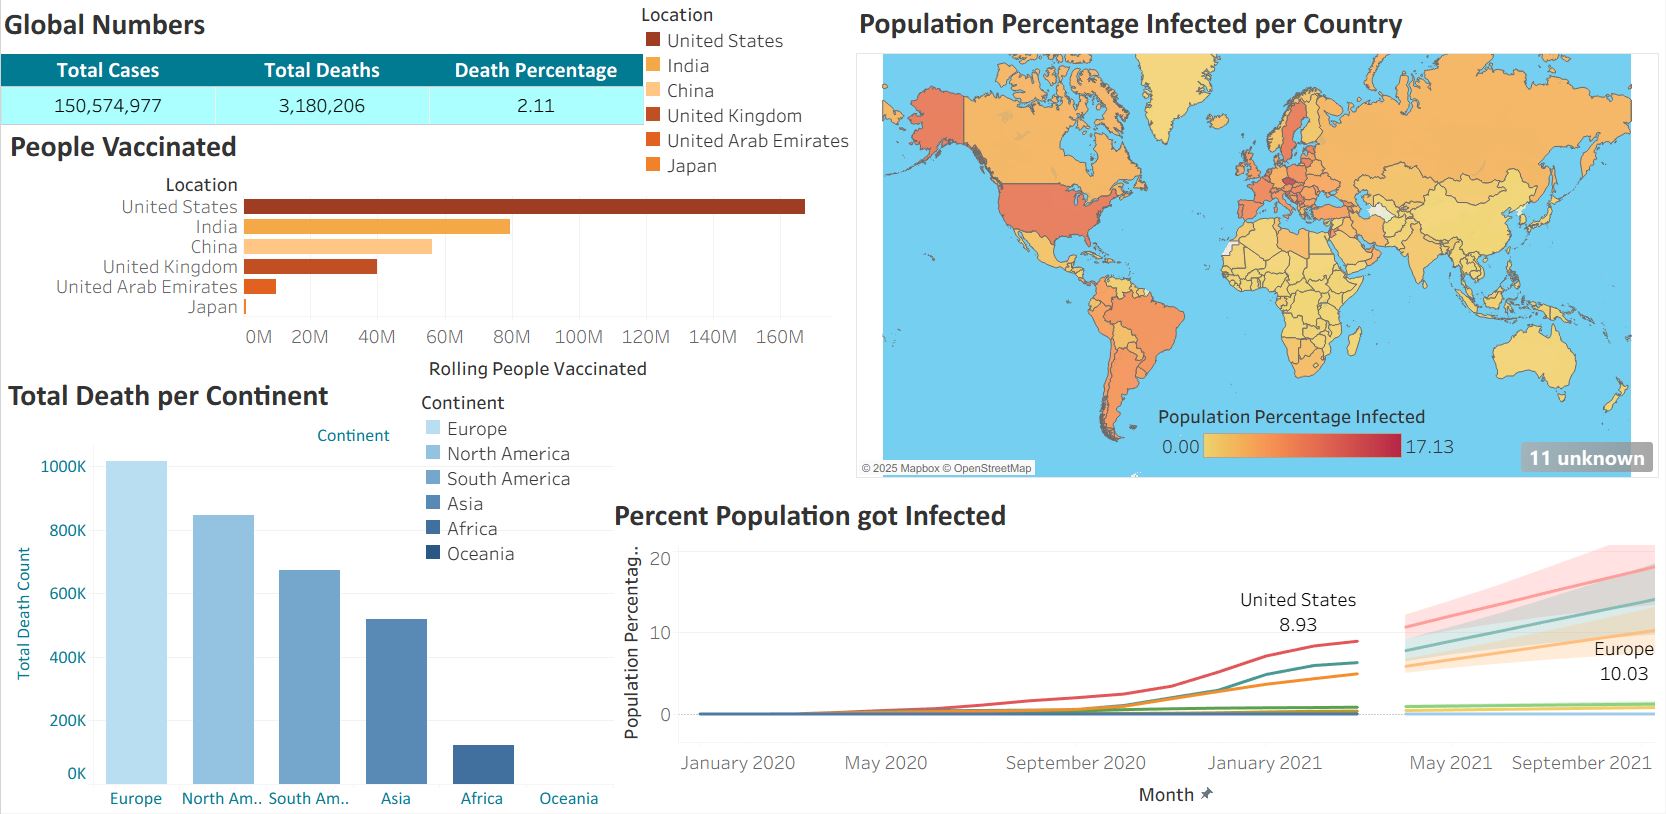 Global Numbers
Total Cases Total Deaths Death Percentage
150,574,977 3,180,206 2.11
Location
United States
India
China
United Kingdom
United Arab Emirates
Japan
People Vaccinated
Location
United States
India
China
United Kingdom
United Arab Emirates
Japan
0M 20M 40M 60M 80M 100M 120M 140M 160M
Rolling People Vaccinated
Total Death per Continent
Continent
Europe
North America
South America
Asia
Africa
Oceania
Continent
Total Death Count
1000K
800K
600K
400K
200K
0K
Europe North Am.. South Am.. Asia Africa Oceania
Population Percentage Infected per Country
Population Percentage Infected
0.00 17.13
© 2025 Mapbox © OpenStreetMap
11 unknown
Percent Population got Infected
Population Percentag..
20
10
0
United States
8.93
Europe
10.03
January 2020 May 2020 September 2020 January 2021 May 2021 September 2021
Month